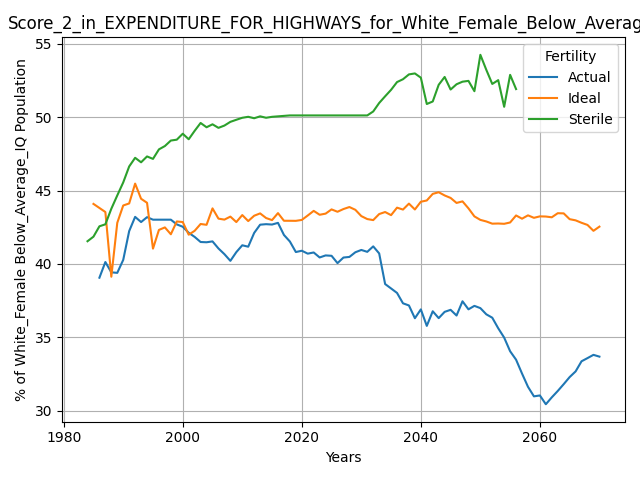 Score_2_in_EXPENDITURE_FOR_HIGHWAYS_for_White_Female_Below_Averag
55
50
45
40
35
30
% of White_Female Below_Average_IQ Population
Fertility
Actual
Ideal
Sterile
1980
2000
2020
2040
2060
Years